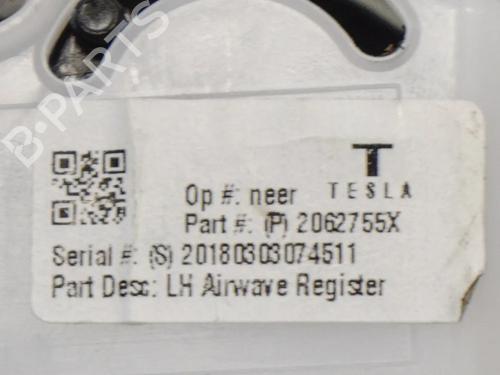 B-PARTS
T
TESLA
Op #: neer
Part #: (P) 2062755X
Serial #: (S) 20180303074511
Part Desc: LH Airwave Register